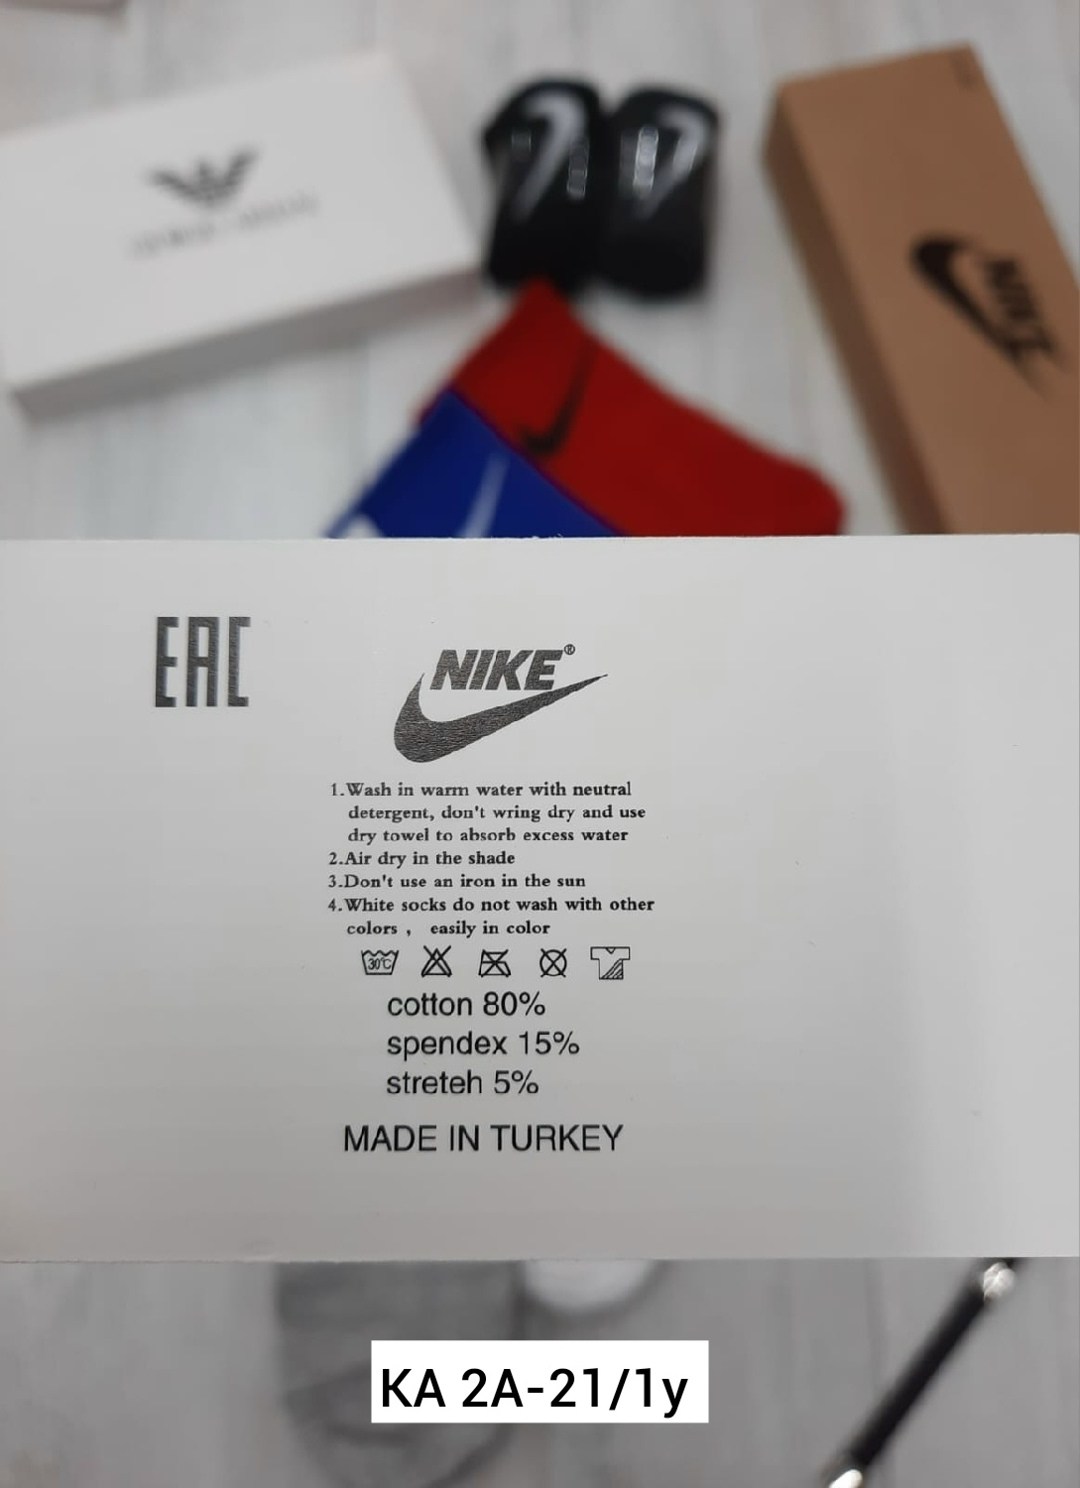 NIKE
EAC
NIKE®
1.Wash in warm water with neutral
detergent, don't wring dry and use
dry towel to absorb excess water
2.Air dry in the shade
3.Don't use an iron in the sun
4.White socks do not wash with other
colors , easily in color
30°C
cotton 80%
spendex 15%
streteh 5%
MADE IN TURKEY
KA 2A-21/1y